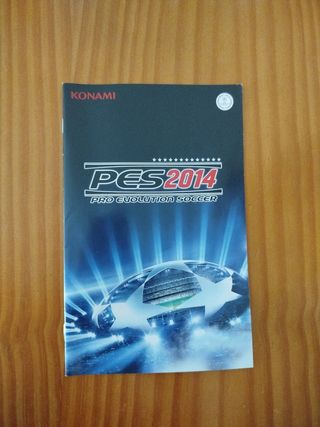 KONAMI
PES2014
PRO EVOLUTION SOCCER